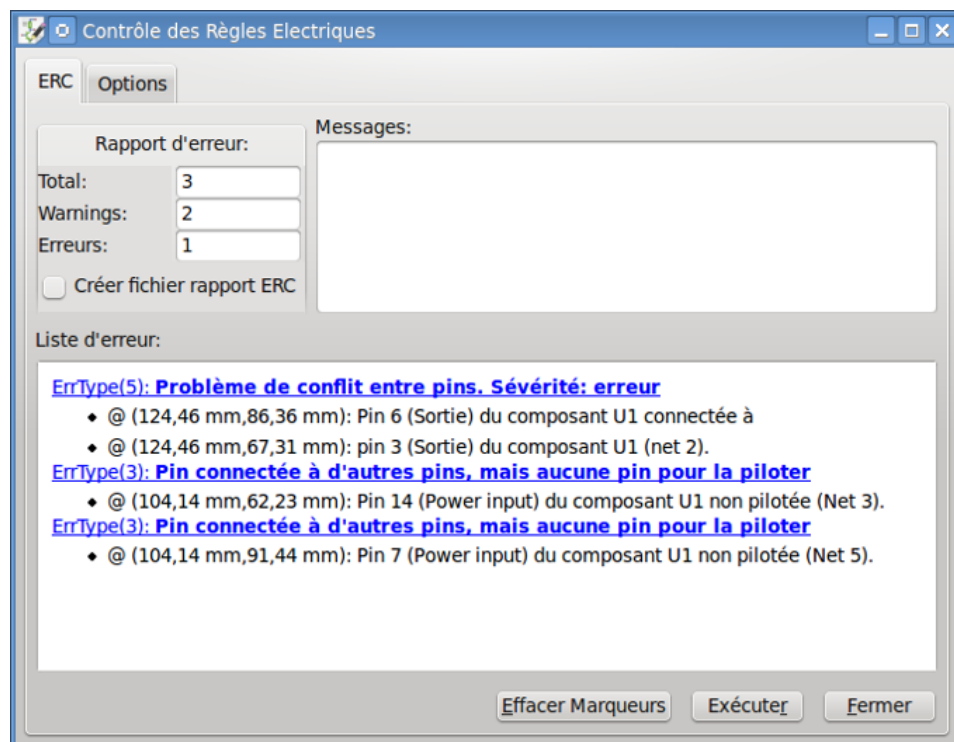 Contrôle des Règles Electriques
ERC
Options
Rapport d'erreur:
Messages:
Total:
3
Warnings:
2
Erreurs:
1
Créer fichier rapport ERC
Liste d'erreur:
ErrType(5): Problème de conflit entre pins. Sévérité: erreur
◆ @ (124,46 mm,86,36 mm): Pin 6 (Sortie) du composant U1 connectée à
◆ @ (124,46 mm,67,31 mm): pin 3 (Sortie) du composant U1 (net 2).
ErrType(3): Pin connectée à d'autres pins, mais aucune pin pour la piloter
◆ @ (104,14 mm,62,23 mm): Pin 14 (Power input) du composant U1 non pilotée (Net 3).
ErrType(3): Pin connectée à d'autres pins, mais aucune pin pour la piloter
◆ @ (104,14 mm,91,44 mm): Pin 7 (Power input) du composant U1 non pilotée (Net 5).
Effacer Marqueurs
Exécuter
Fermer